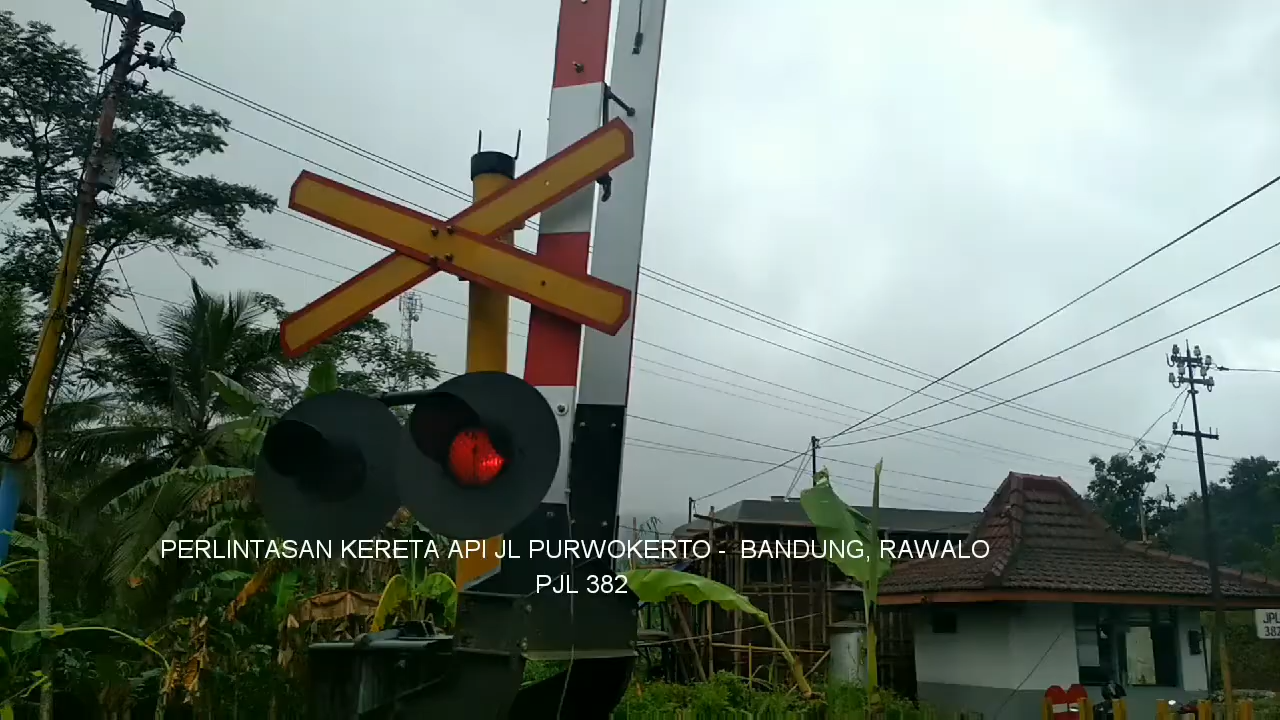 PERLINTASAN KERETA API JL PURWOKERTO -  BANDUNG, RAWALO
PJL 382
JPL
382